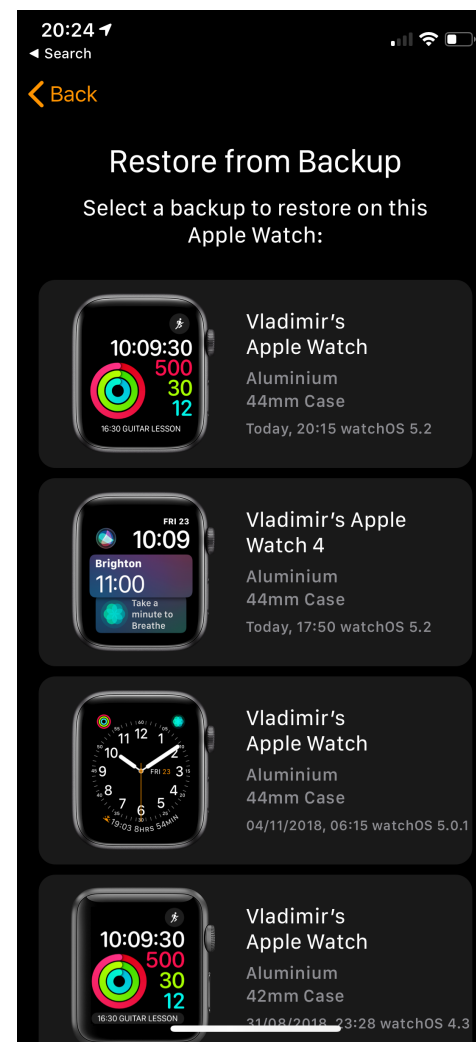 20:24
◀ Search
Back
Restore from Backup
Select a backup to restore on this
Apple Watch:
10:09:30
500
30
12
16:30 GUITAR LESSON
Vladimir's
Apple Watch
Aluminium
44mm Case
Today, 20:15 watchOS 5.2
FRI 23
10:09
Brighton
11:00
Take a
minute to
Breathe
Vladimir's Apple
Watch 4
Aluminium
44mm Case
Today, 17:50 watchOS 5.2
60
11 12 1
10 2
9 FRI 23 3
8 4
7 6 5
19:03 8HRS 54MIN
Vladimir's
Apple Watch
Aluminium
44mm Case
04/11/2018, 06:15 watchOS 5.0.1
10:09:30
500
30
12
16:30 GUITAR LESSON
Vladimir's
Apple Watch
Aluminium
42mm Case
31/08/2018, 23:28 watchOS 4.3